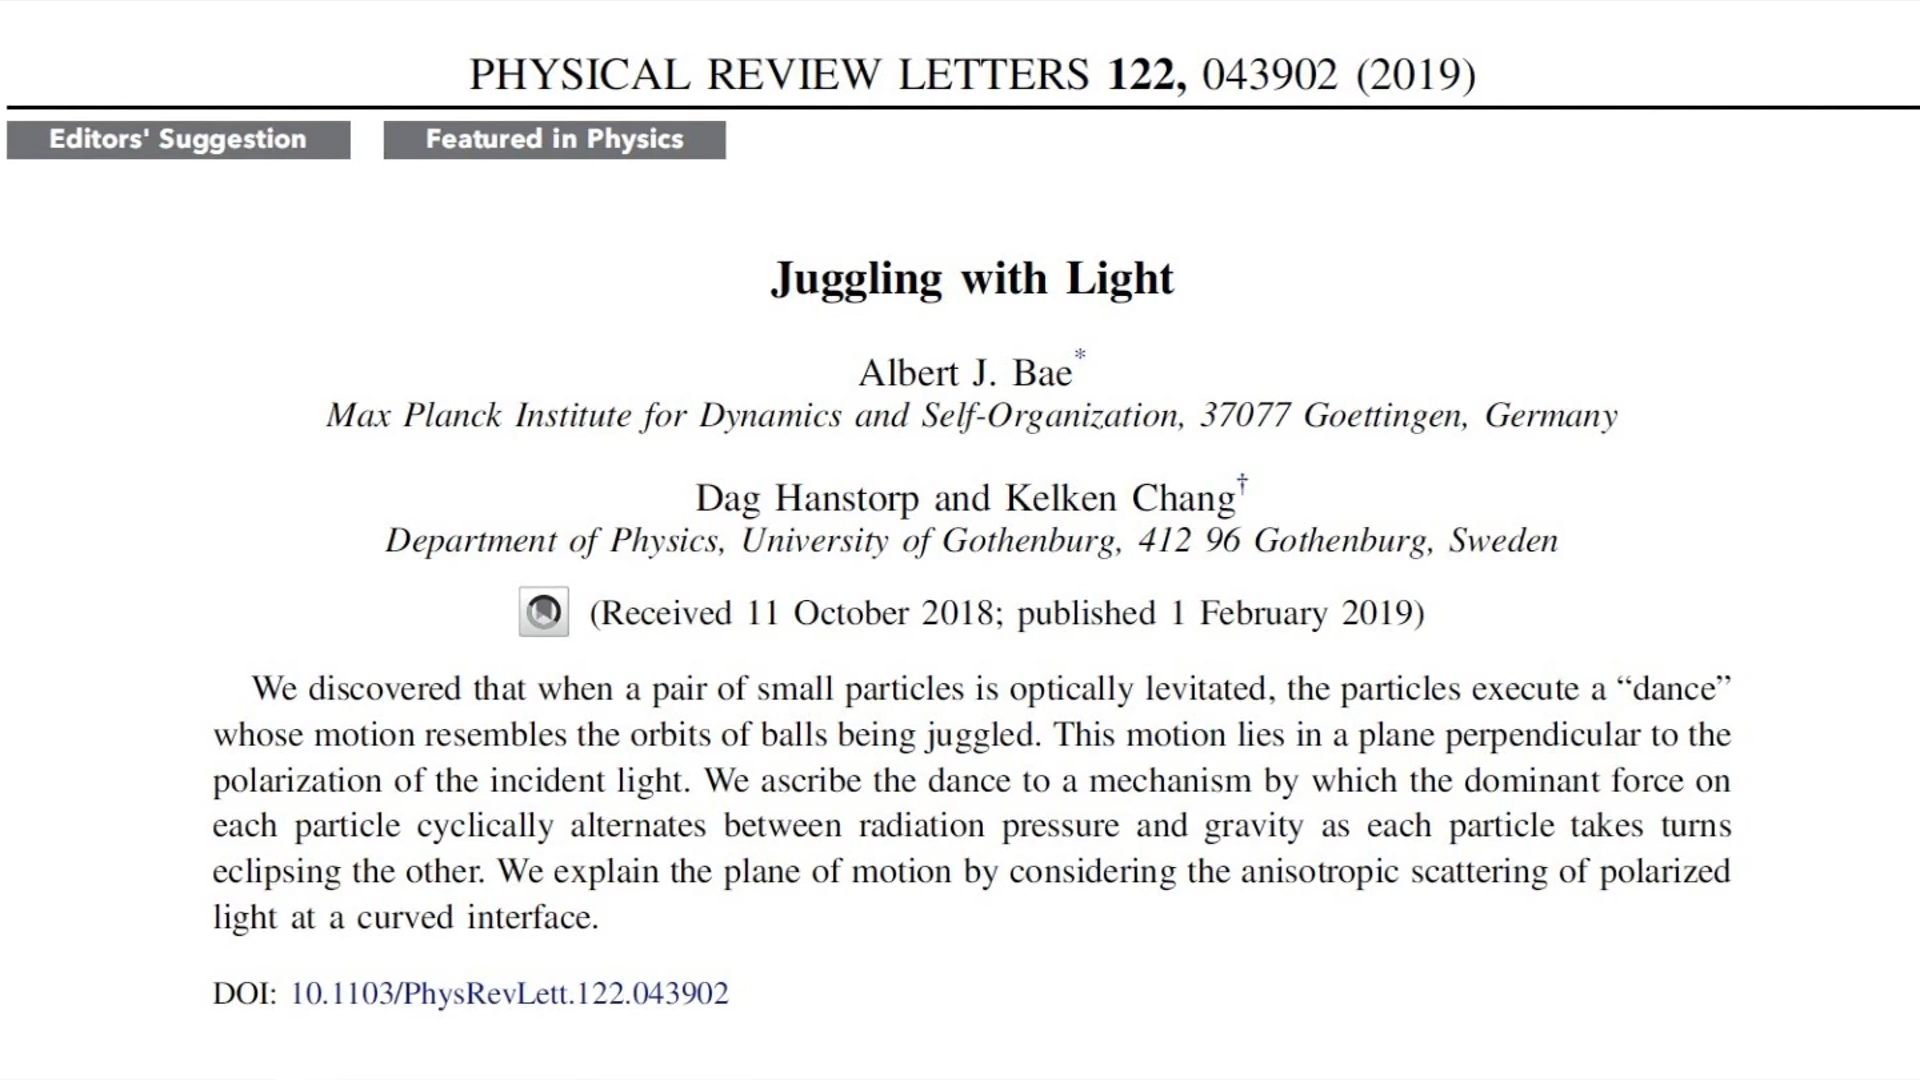 PHYSICAL REVIEW LETTERS 122, 043902 (2019)
Editors' Suggestion
Featured in Physics
Juggling with Light
Albert J. Bae*
Max Planck Institute for Dynamics and Self-Organization, 37077 Goettingen, Germany
Dag Hanstorp and Kelken Chang†
Department of Physics, University of Gothenburg, 412 96 Gothenburg, Sweden
(Received 11 October 2018; published 1 February 2019)
We discovered that when a pair of small particles is optically levitated, the particles execute a “dance”
whose motion resembles the orbits of balls being juggled. This motion lies in a plane perpendicular to the
polarization of the incident light. We ascribe the dance to a mechanism by which the dominant force on
each particle cyclically alternates between radiation pressure and gravity as each particle takes turns
eclipsing the other. We explain the plane of motion by considering the anisotropic scattering of polarized
light at a curved interface.
DOI: 10.1103/PhysRevLett.122.043902